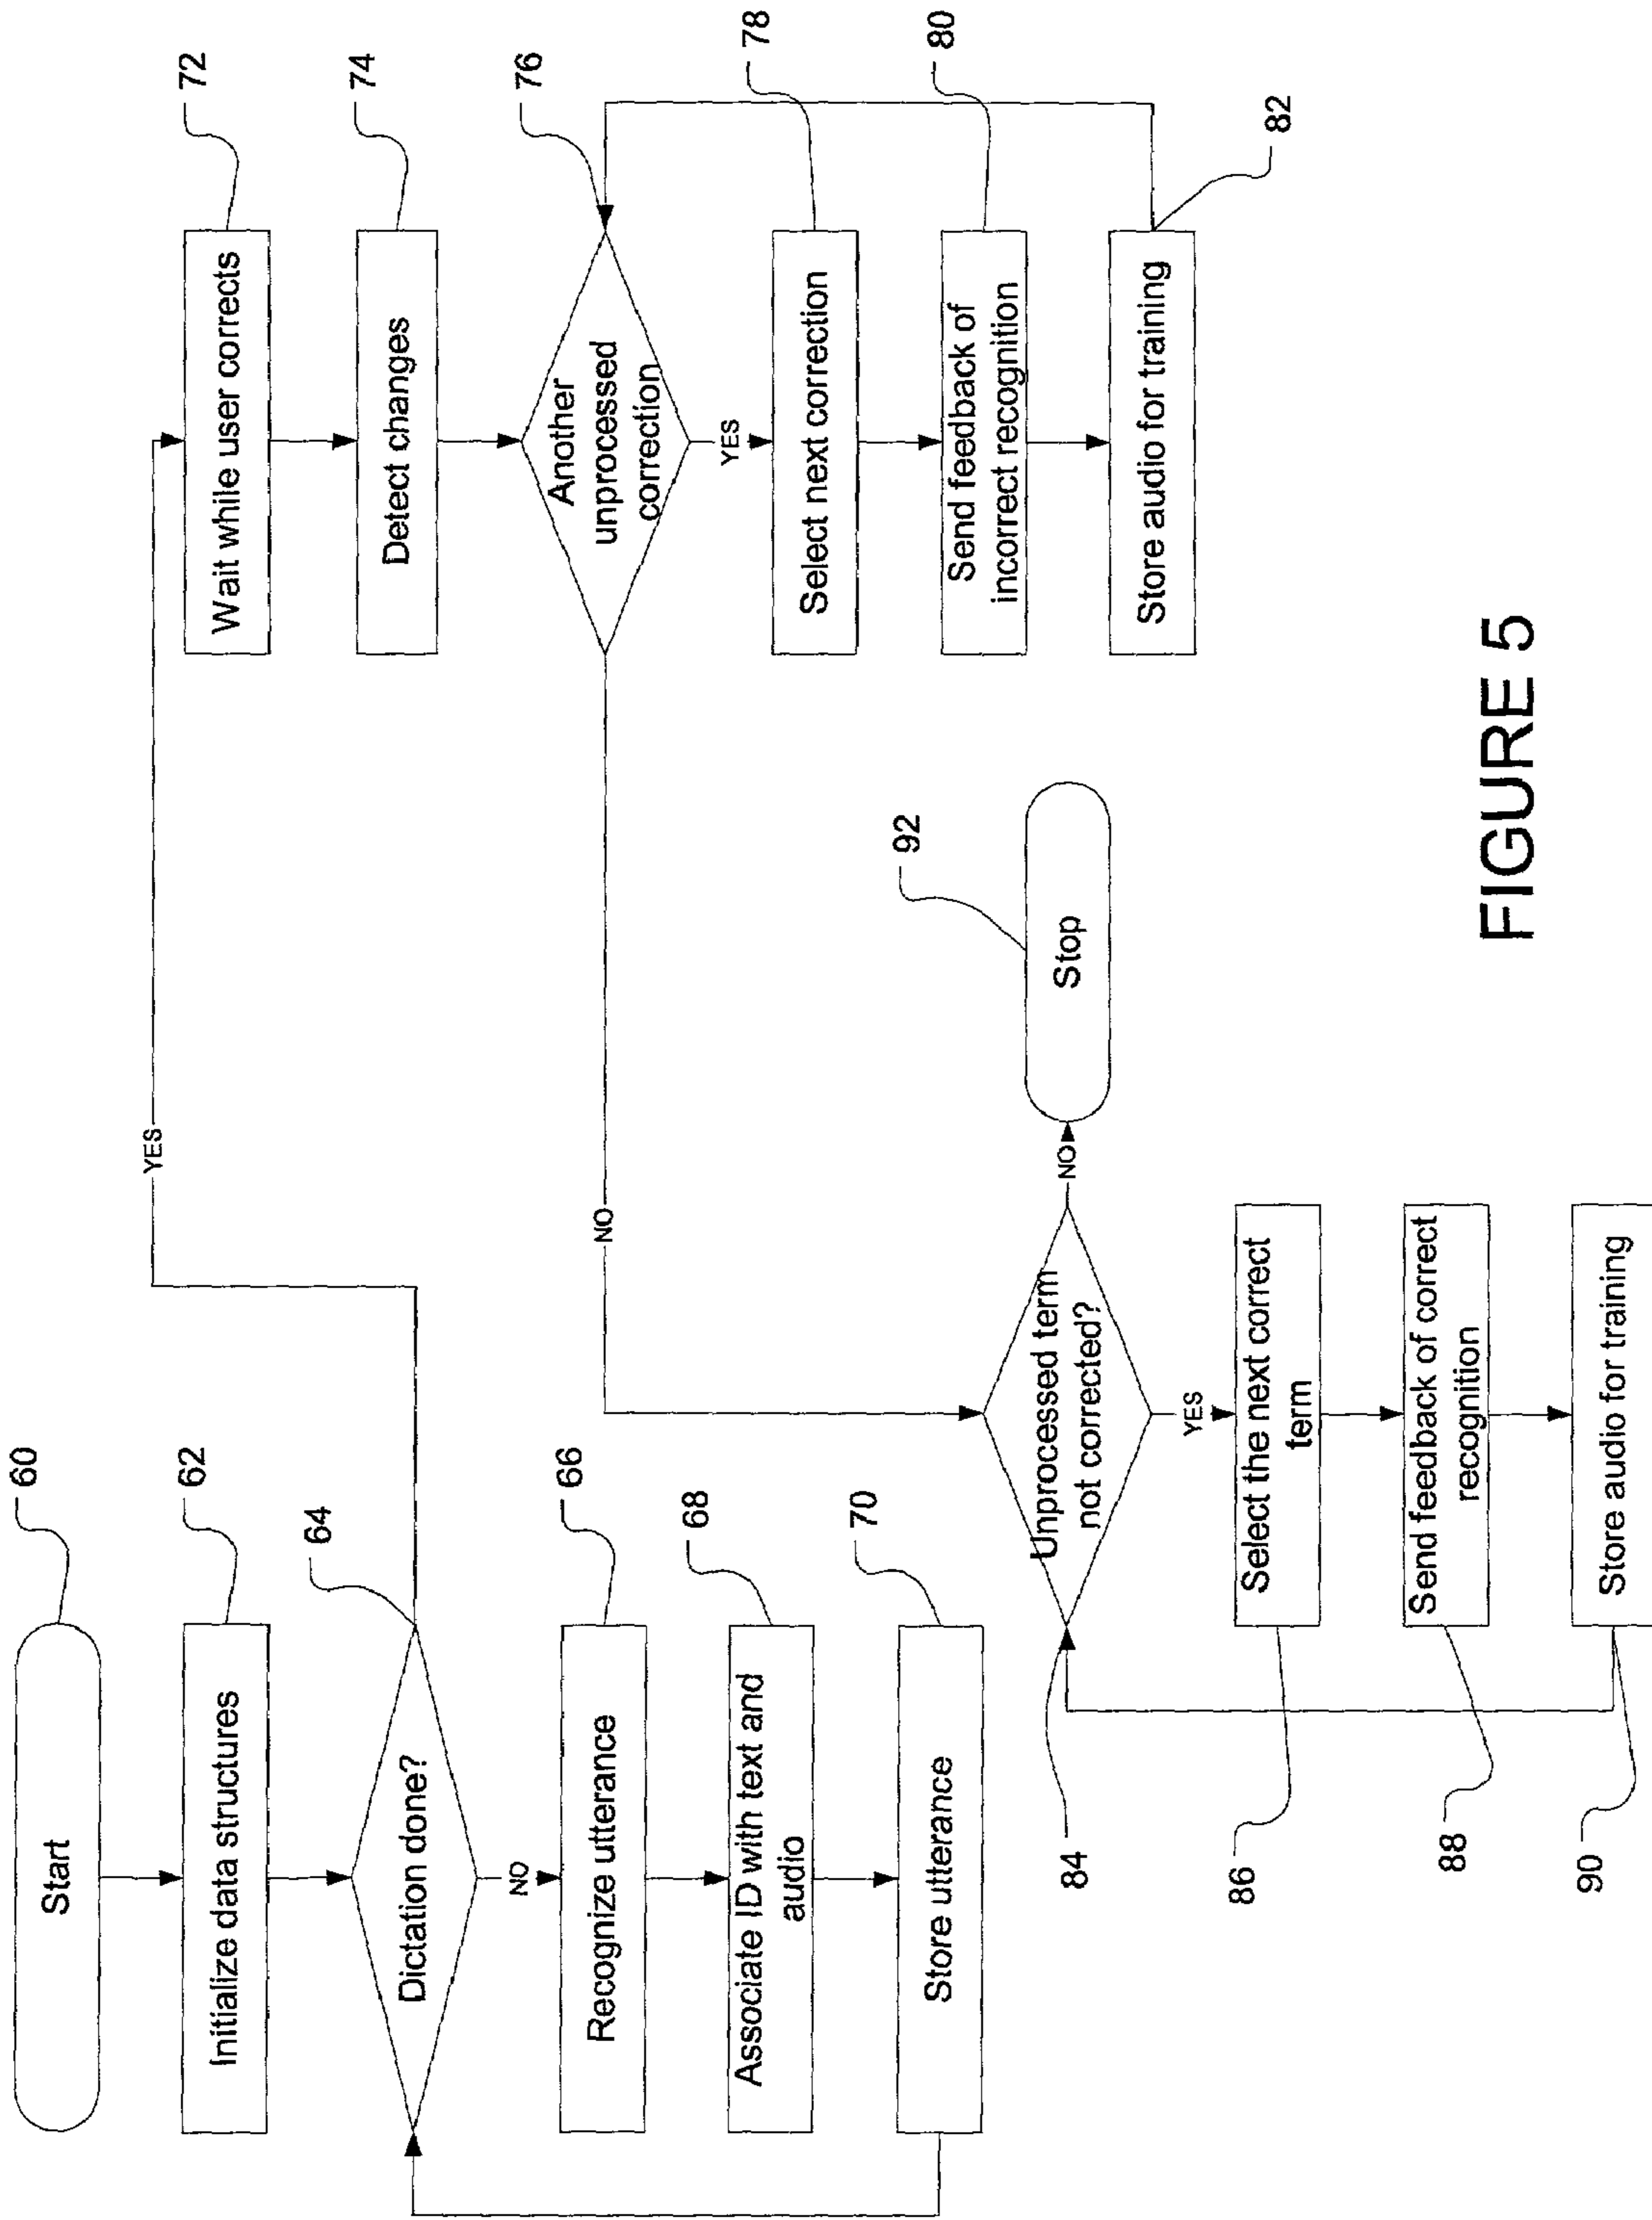 60
Start
62
Initialize data structures
64
Dictation done?
YES
NO
66
Recognize utterance
68
Associate ID with text and
audio
70
Store utterance
72
Wait while user corrects
74
Detect changes
76
Another
unprocessed
correction
NO
YES
78
Select next correction
80
Send feedback of
incorrect recognition
82
Store audio for training
84
Unprocessed term
not corrected?
NO
92
Stop
YES
86
Select the next correct
term
88
Send feedback of correct
recognition
90
Store audio for training
FIGURE 5